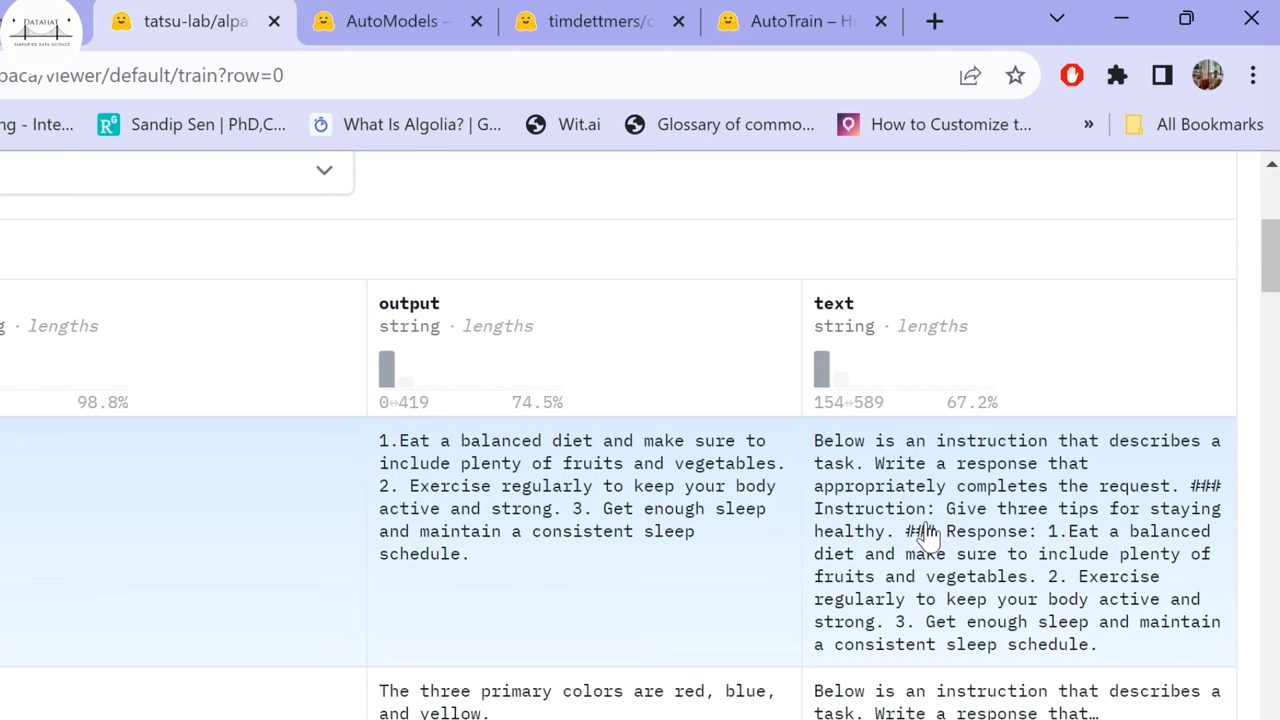 DATAHAT
SIMPLIFIED DATA SCIENCE
tatsu-lab/alpa
AutoModels –
timdettmers/o
AutoTrain – H
paca/viewer/default/train?row=0
ng - Inte...
Sandip Sen | PhD,C...
What Is Algolia? | G...
Wit.ai
Glossary of commo...
How to Customize t...
»
All Bookmarks
output
text
g · lengths
string · lengths
string · lengths
98.8%
0↔419
74.5%
154↔589
67.2%
1.Eat a balanced diet and make sure to
include plenty of fruits and vegetables.
2. Exercise regularly to keep your body
active and strong. 3. Get enough sleep
and maintain a consistent sleep
schedule.
Below is an instruction that describes a
task. Write a response that
appropriately completes the request. ###
Instruction: Give three tips for staying
healthy. ### Response: 1.Eat a balanced
diet and make sure to include plenty of
fruits and vegetables. 2. Exercise
regularly to keep your body active and
strong. 3. Get enough sleep and maintain
a consistent sleep schedule.
The three primary colors are red, blue,
and yellow.
Below is an instruction that describes a
task. Write a response that…